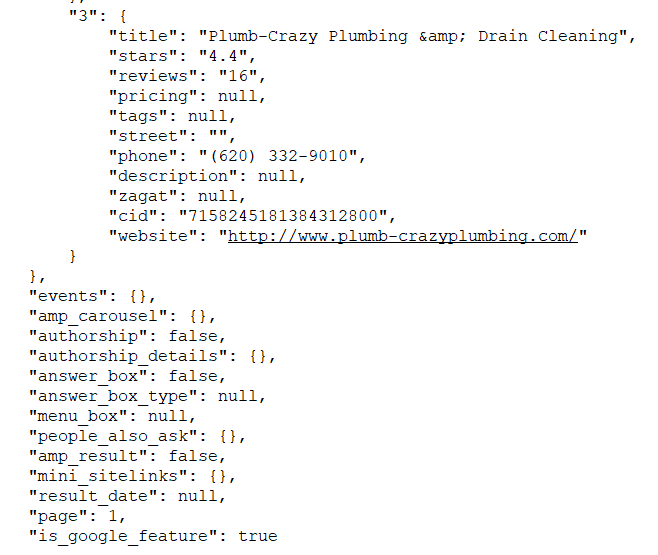 "3": {
"title": "Plumb-Crazy Plumbing &amp; Drain Cleaning",
"stars": "4.4",
"reviews": "16",
"pricing": null,
"tags": null,
"street": "",
"phone": "(620) 332-9010",
"description": null,
"zagat": null,
"cid": "7158245181384312800",
"website": "http://www.plumb-crazyplumbing.com/"
}
},
"events": {},
"amp_carousel": {},
"authorship": false,
"authorship_details": {},
"answer_box": false,
"answer_box_type": null,
"menu_box": null,
"people_also_ask": {},
"amp_result": false,
"mini_sitelinks": {},
"result_date": null,
"page": 1,
"is_google_feature": true